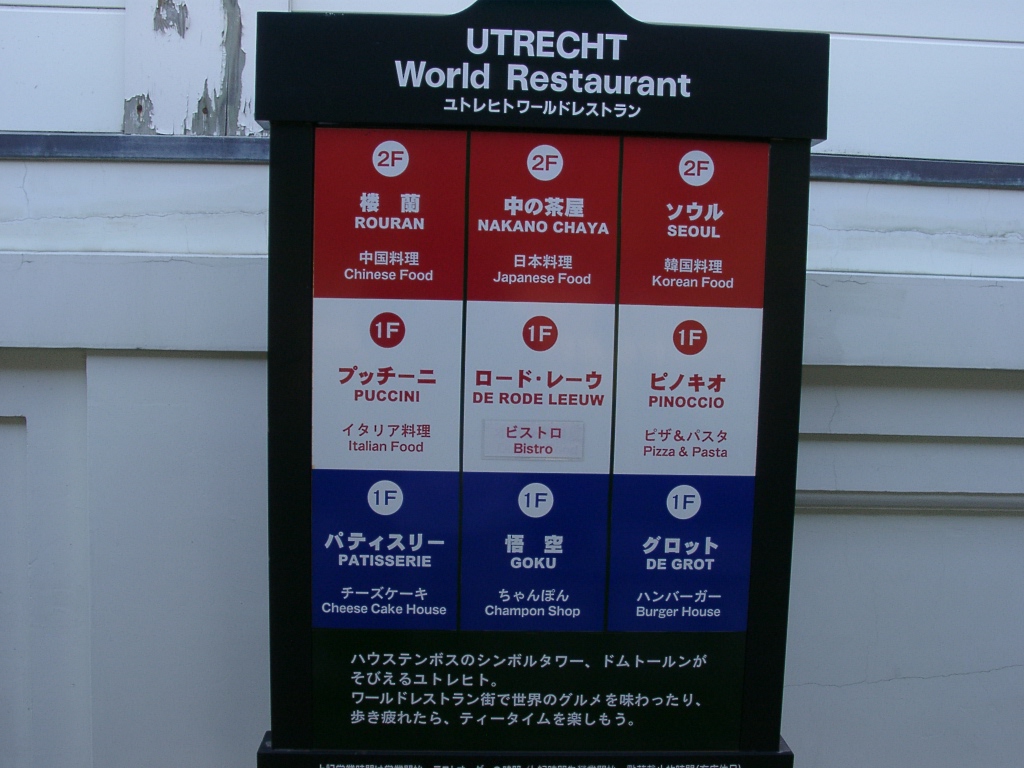 UTRECHT
World Restaurant
ユトレヒトワールドレストラン
2F
楼 蘭
ROURAN
中国料理
Chinese Food
2F
中の茶屋
NAKANO CHAYA
日本料理
Japanese Food
2F
ソウル
SEOUL
韓国料理
Korean Food
1F
プッチーニ
PUCCINI
イタリア料理
Italian Food
1F
ロード・レーウ
DE RODE LEEUW
ビストロ
Bistro
1F
ピノキオ
PINOCCIO
ピザ&パスタ
Pizza & Pasta
1F
パティスリー
PATISSERIE
チーズケーキ
Cheese Cake House
1F
悟 空
GOKU
ちゃんぽん
Champon Shop
1F
グロット
DE GROT
ハンバーガー
Burger House
ハウステンボスのシンボルタワー、ドムトールンが
そびえるユトレヒト。
ワールドレストラン街で世界のグルメを味わったり、
歩き疲れたら、ティータイムを楽しもう。